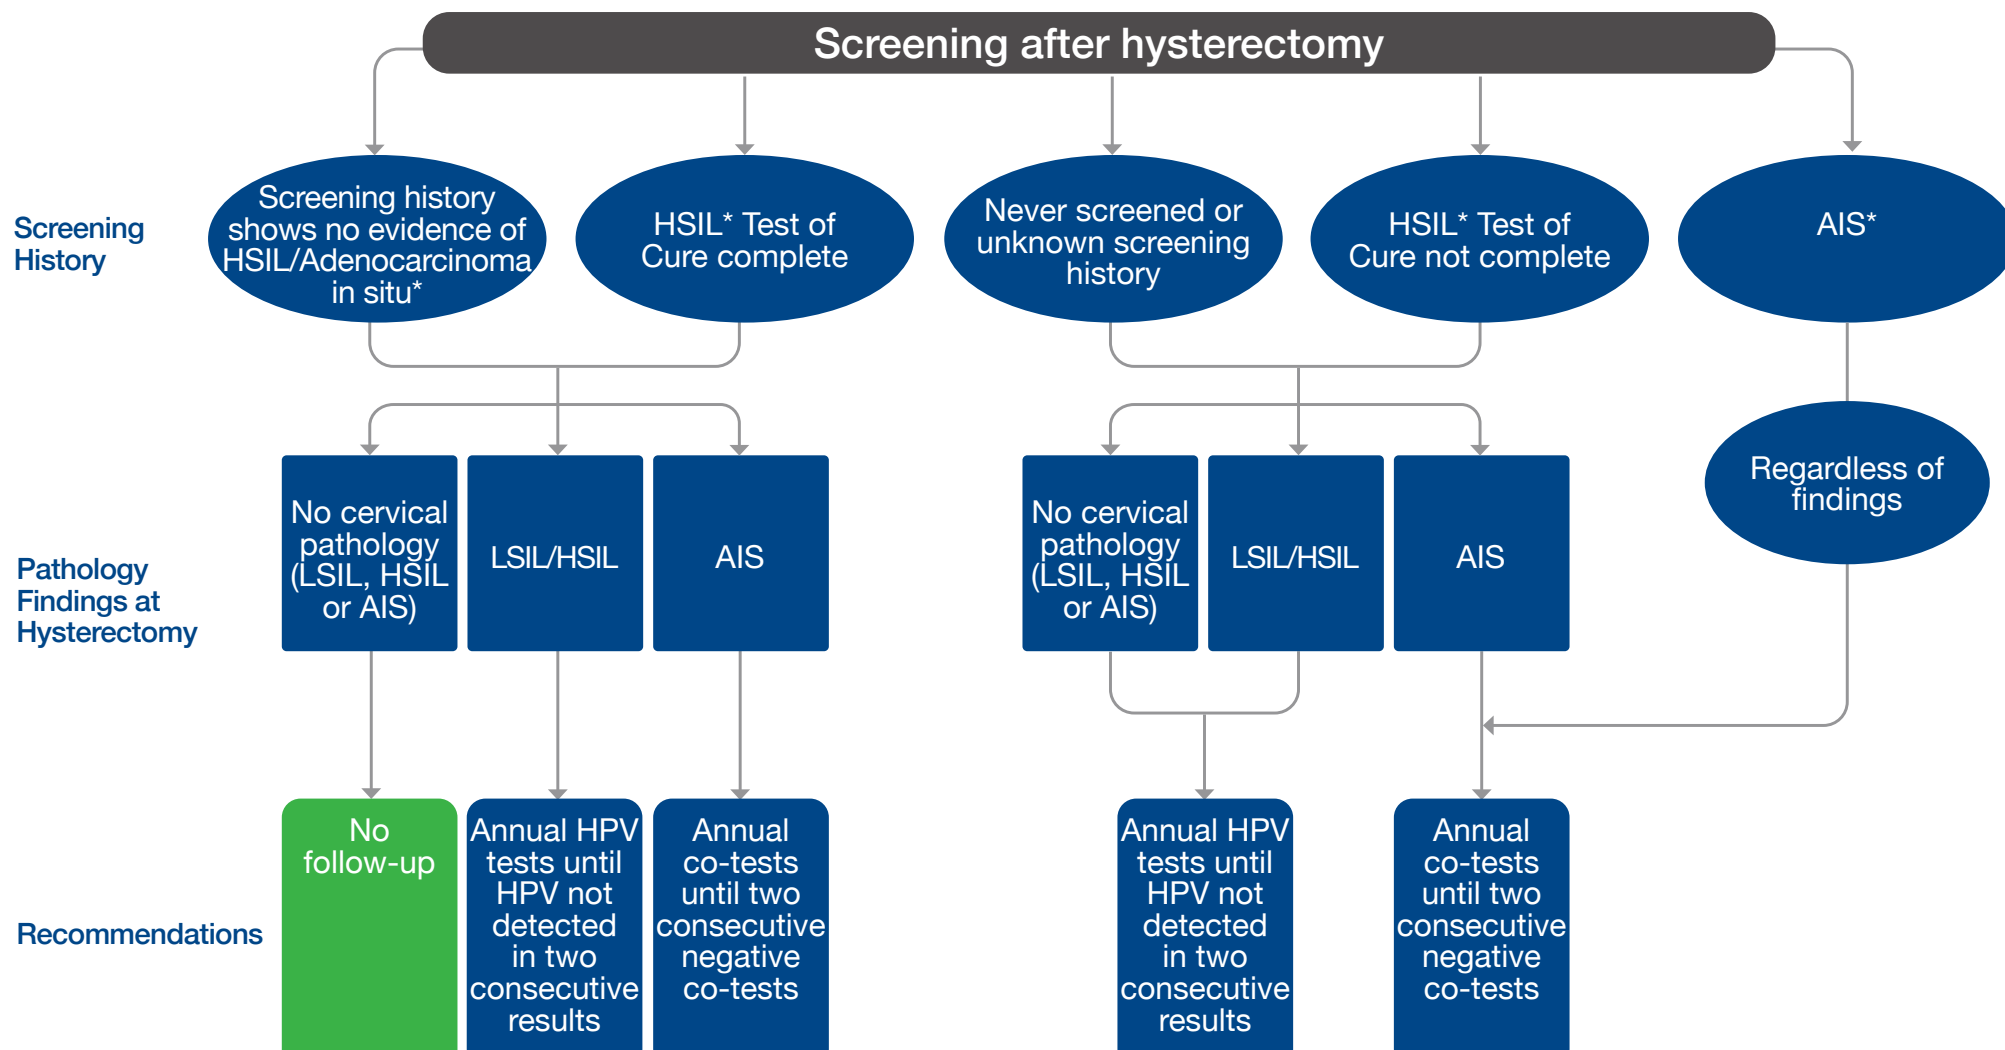 Screening after hysterectomy
Screening
History
Screening history
shows no evidence of
HSIL/Adenocarcinoma
in situ*
HSIL* Test of
Cure complete
Never screened or
unknown screening
history
HSIL* Test of
Cure not complete
AIS*
Regardless of
findings
Pathology
Findings at
Hysterectomy
No cervical
pathology
(LSIL, HSIL
or AIS)
LSIL/HSIL
AIS
No cervical
pathology
(LSIL, HSIL
or AIS)
LSIL/HSIL
AIS
Recommendations
No
follow-up
Annual HPV
tests until
HPV not
detected
in two
consecutive
results
Annual
co-tests
until two
consecutive
negative
co-tests
Annual HPV
tests until
HPV not
detected
in two
consecutive
results
Annual
co-tests
until two
consecutive
negative
co-tests